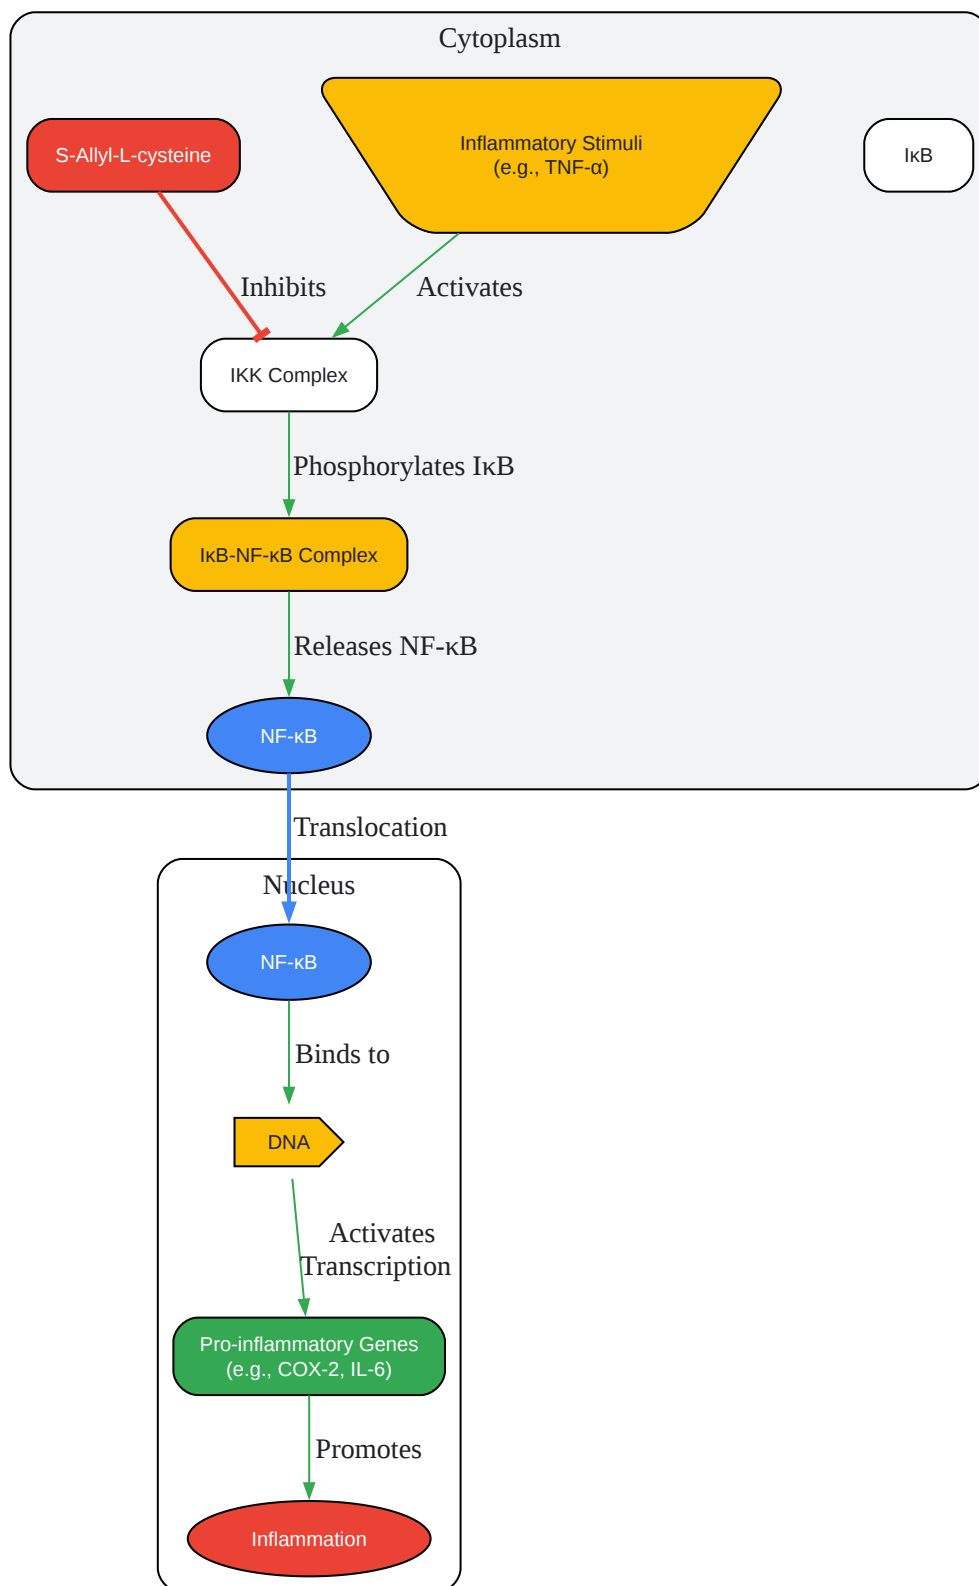 Cytoplasm
S-Allyl-L-cysteine
Inflammatory Stimuli
(e.g., TNF-α)
IκB
Inhibits
Activates
IKK Complex
Phosphorylates IκB
IκB-NF-κB Complex
Releases NF-κB
NF-κB
Translocation
Nucleus
NF-κB
Binds to
DNA
Activates
Transcription
Pro-inflammatory Genes
(e.g., COX-2, IL-6)
Promotes
Inflammation